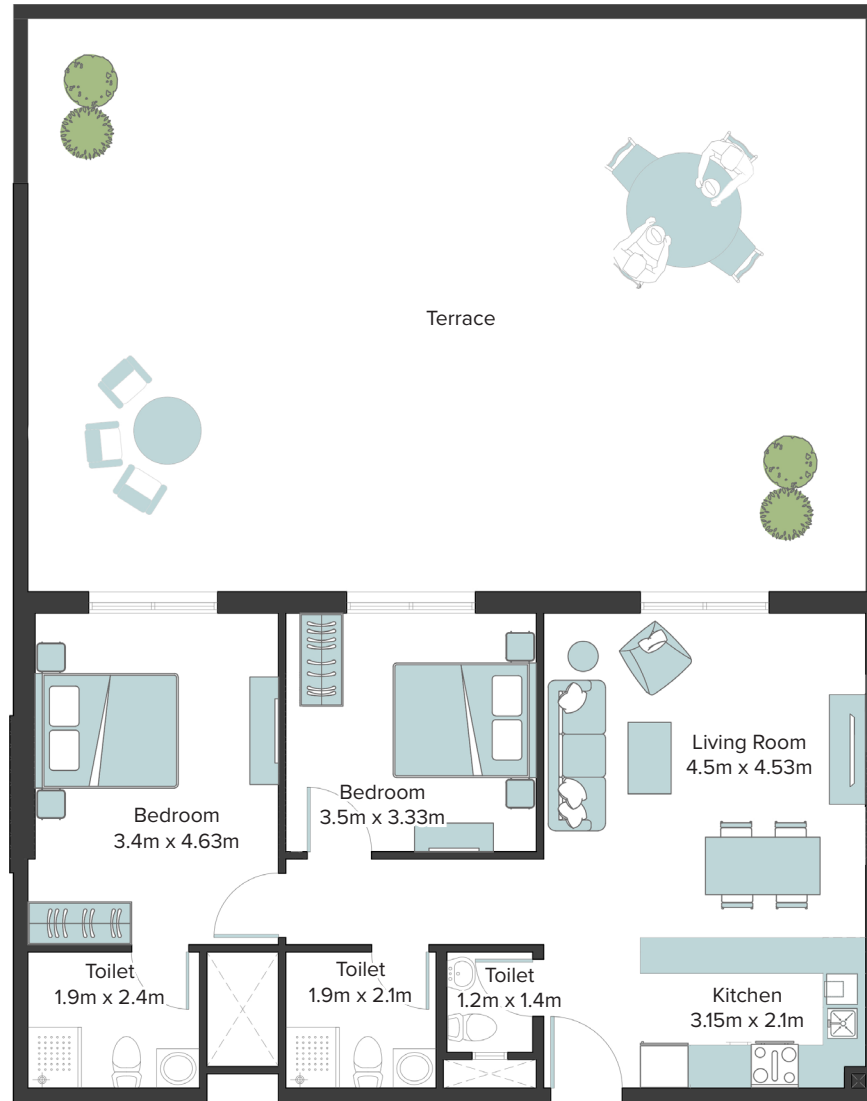 Terrace
Living Room
4.5m x 4.53m
Bedroom
3.5m x 3.33m
Bedroom
3.4m x 4.63m
Toilet
1.9m x 2.4m
Toilet
1.9m x 2.1m
Toilet
1.2m x 1.4m
Kitchen
3.15m x 2.1m